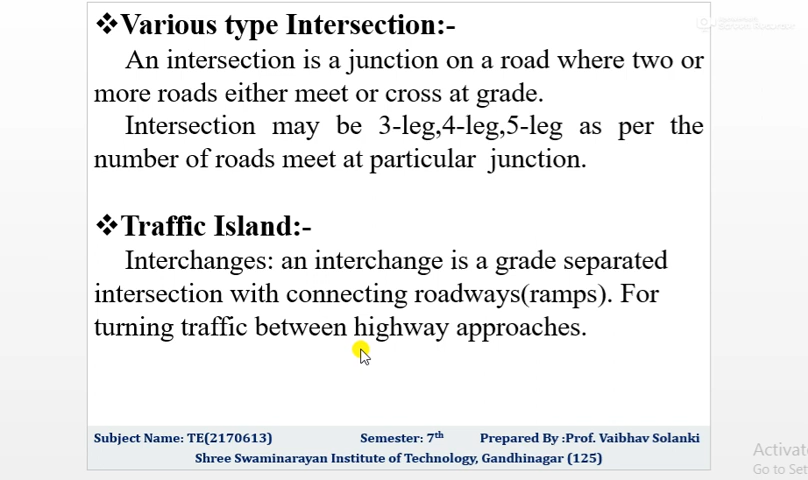 ❖Various type Intersection:-
An intersection is a junction on a road where two or
more roads either meet or cross at grade.
Intersection may be 3-leg,4-leg,5-leg as per the
number of roads meet at particular junction.
❖Traffic Island:-
Interchanges: an interchange is a grade separated
intersection with connecting roadways(ramps). For
turning traffic between highway approaches.
Subject Name: TE(2170613) Semester: 7th Prepared By :Prof. Vaibhav Solanki
Shree Swaminarayan Institute of Technology, Gandhinagar (125)
Activat
Go to Set